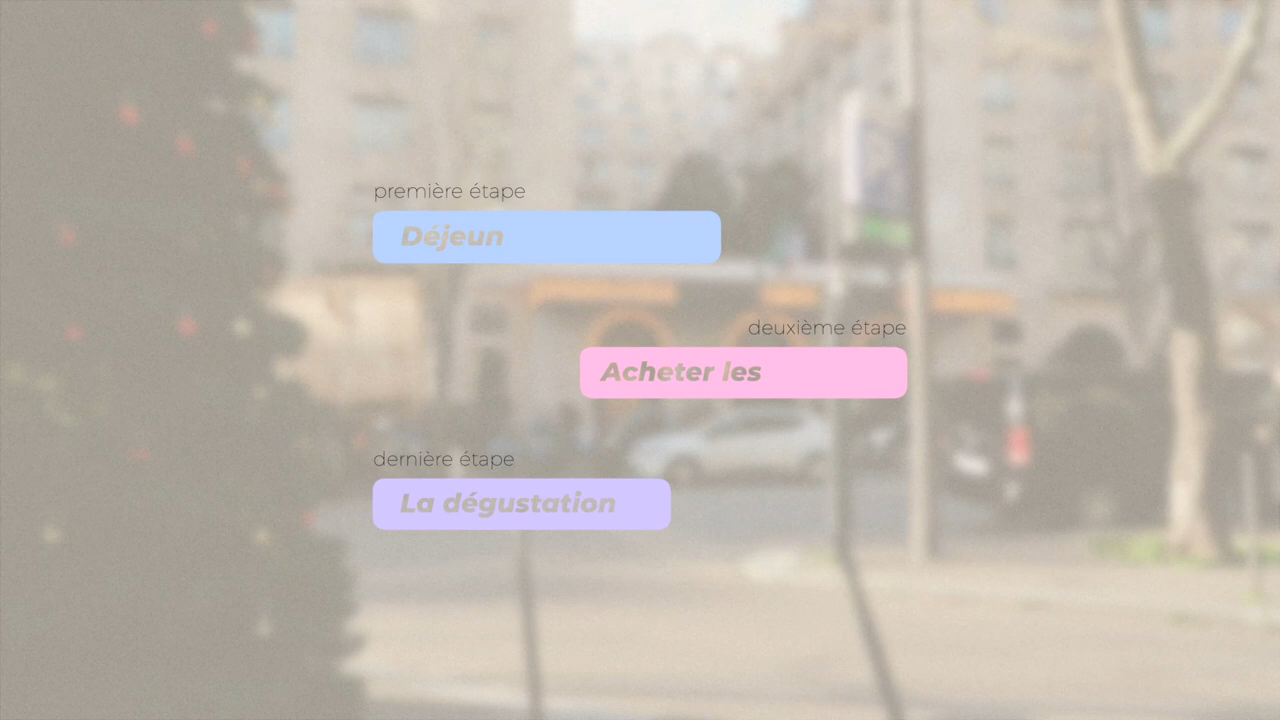 première étape
Déjeun
deuxième étape
Acheter les
dernière étape
La dégustation